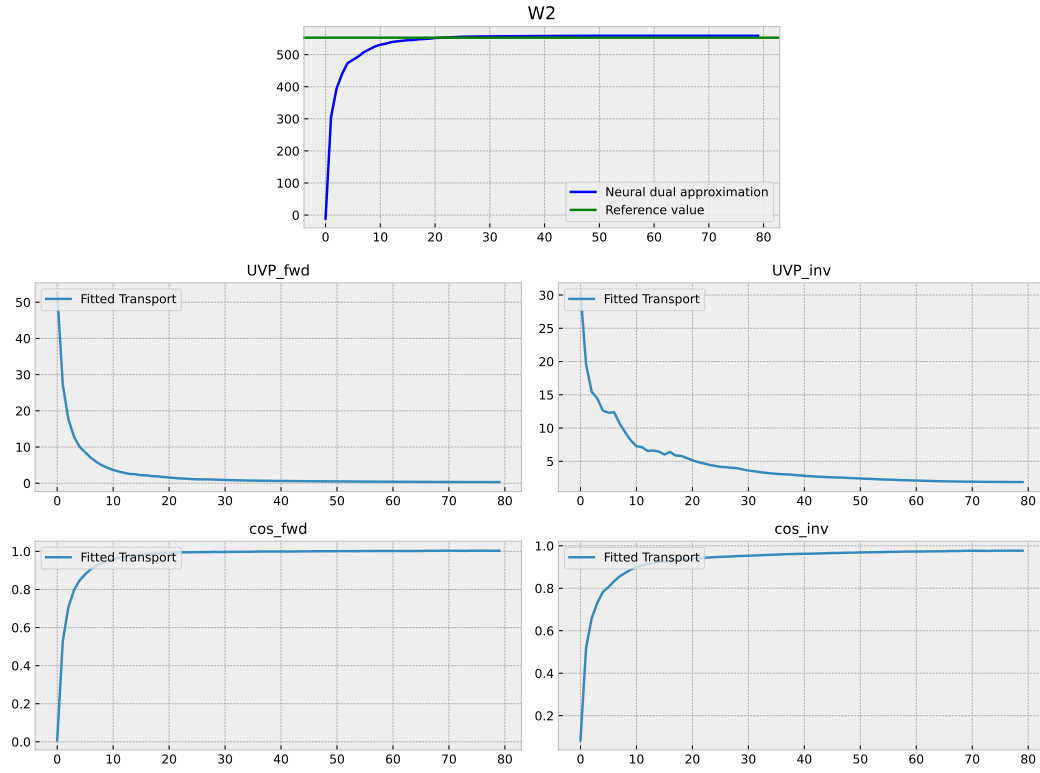 W2
500
400
300
200
100
0
Neural dual approximation
Reference value
0 10 20 30 40 50 60 70 80
UVP_fwd
50
40
30
20
10
0
Fitted Transport
0 10 20 30 40 50 60 70 80
UVP_inv
30
25
20
15
10
5
Fitted Transport
0 10 20 30 40 50 60 70 80
cos_fwd
1.0
0.8
0.6
0.4
0.2
0.0
Fitted Transport
0 10 20 30 40 50 60 70 80
cos_inv
1.0
0.8
0.6
0.4
0.2
Fitted Transport
0 10 20 30 40 50 60 70 80